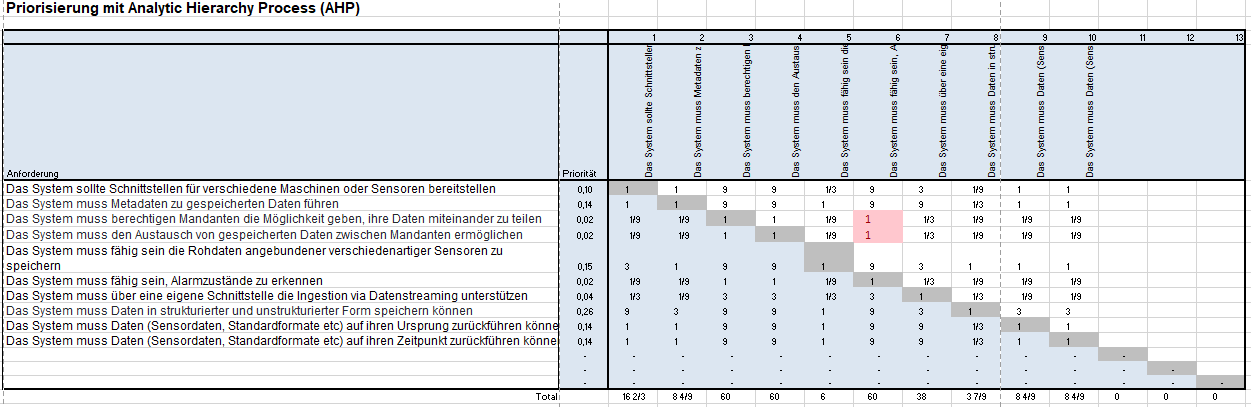 Priorisierung mit Analytic Hierarchy Process (AHP)
1 2 3 4 5 6 7 8 9 10 11 12 13
Anforderung Priorität Das System sollte Schnittstellen Das System muss Metadaten z Das System muss berechtigen Das System muss den Austaus Das System muss fähig sein die Das System muss fähig sein, A Das System muss über eine eig Das System muss Daten in stru Das System muss Daten (Sens Das System muss Daten (Sens
Das System sollte Schnittstellen für verschiedene Maschinen oder Sensoren bereitstellen 0,10 1 1 9 9 1/3 9 3 1/9 1 1
Das System muss Metadaten zu gespeicherten Daten führen 0,14 1 1 9 9 1 9 9 1/3 1 1
Das System muss berechtigen Mandanten die Möglichkeit geben, ihre Daten miteinander zu teilen 0,02 1/9 1/9 1 1 1/9 1 1/3 1/9 1/9 1/9
Das System muss den Austausch von gespeicherten Daten zwischen Mandanten ermöglichen 0,02 1/9 1/9 1 1 1/9 1 1/3 1/9 1/9 1/9
Das System muss fähig sein die Rohdaten angebundener verschiedenartiger Sensoren zu
speichern 0,15 3 1 9 9 1 9 3 1 1 1
Das System muss fähig sein, Alarmzustände zu erkennen 0,02 1/9 1/9 1 1 1/9 1 1/3 1/9 1/9 1/9
Das System muss über eine eigene Schnittstelle die Ingestion via Datenstreaming unterstützen 0,04 1/3 1/9 3 3 1/3 3 1 1/3 1/9 1/9
Das System muss Daten in strukturierter und unstrukturierter Form speichern können 0,26 9 3 9 9 1 9 3 1 3 3
Das System muss Daten (Sensordaten, Standardformate etc) auf ihren Ursprung zurückführen könne 0,14 1 1 9 9 1 9 9 1/3 1 1
Das System muss Daten (Sensordaten, Standardformate etc) auf ihren Zeitpunkt zurückführen könne 0,14 1 1 9 9 1 9 9 1/3 1 1
- - - - - - - - - - - -
- - - - - - - - - - - - -
- - - - - - - - - - - - - -
Total: 16 2/3 8 4/9 60 60 6 60 38 3 7/9 8 4/9 8 4/9 0 0 0